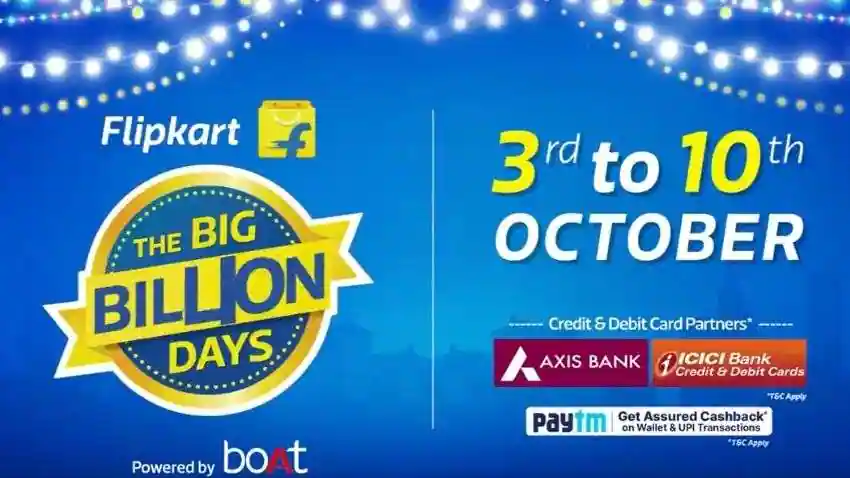 Flipkart
THE BIG
BILLION
DAYS
Powered by boAt
3rd to 10th
OCTOBER
------ Credit & Debit Card Partners* ------
AXIS BANK
ICICI Bank
Credit & Debit Cards
*T&C Apply
paytm
Get Assured Cashback*
on Wallet & UPI Transactions
*T&C Apply